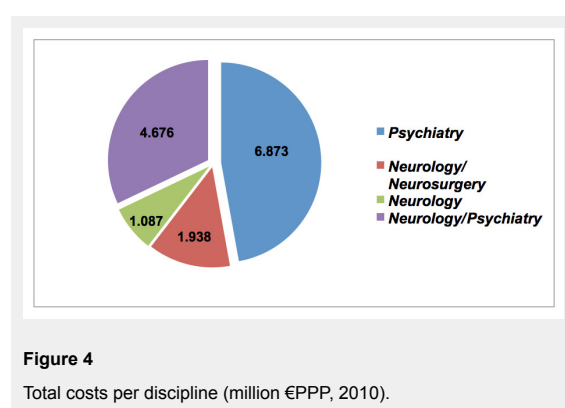 4.676
6.873
1.087
1.938
Psychiatry
Neurology/
Neurosurgery
Neurology
Neurology/Psychiatry
Figure 4
Total costs per discipline (million €PPP, 2010).